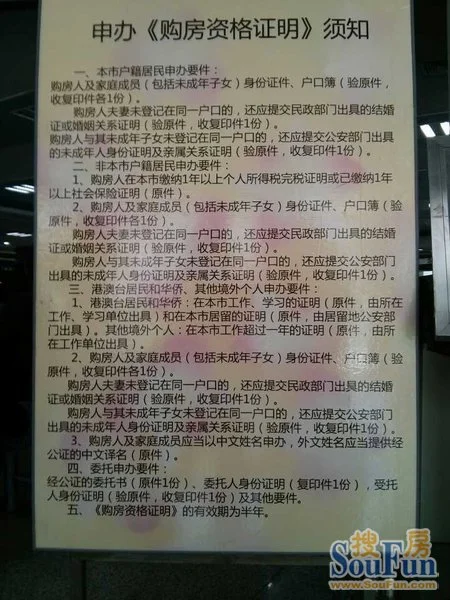 申办《购房资格证明》须知
一、本市户籍居民申办要件：
购房人及家庭成员（包括未成年子女）身份证件、户口簿（验原件，
收复印件各1份）。
购房人夫妻未登记在同一户口的，还应提交民政部门出具的结婚
证或婚姻关系证明（验原件，收复印件1份）。
购房人与其未成年子女未登记在同一户口的，还应提交公安部门出具
的未成年人身份证明及亲属关系证明（验原件，收复印件1份）。
二、非本市户籍居民申办要件：
1、购房人在本市缴纳1年以上个人所得税完税证明或已缴纳1年
以上社会保险证明（原件）。
2、购房人及家庭成员（包括未成年子女）身份证件、户口簿（验
原件，收复印件各1份）。
购房人夫妻未登记在同一户口的，还应提交民政部门出具的结婚
证或婚姻关系证明（验原件，收复印件1份）。
购房人与其未成年子女未登记在同一户口的，还应提交公安部门
出具的未成年人身份证明及亲属关系证明（验原件，收复印件1份）。
三、港澳台居民和华侨、其他境外个人申办要件：
1、港澳台居民和华侨：在本市工作、学习的证明（原件，由所在
工作、学习单位出具）和在本市居留的证明（原件，由居留地公安部
门出具）。其他境外个人：在本市工作超过一年的证明（原件，由所
在工作单位出具）。
2、购房人及家庭成员（包括未成年子女）身份证件、户口簿（验
原件，收复印件各1份）。
购房人夫妻未登记在同一户口的，还应提交民政部门出具的结婚
证或婚姻关系证明（验原件，收复印件1份）。
购房人与其未成年子女未登记在同一户口的，还应提交公安部门
出具的未成年人身份证明及亲属关系证明（验原件，收复印件1份）。
3、购房人及家庭成员应当以中文姓名申办，外文姓名应当提供经
公证的中文译名（原件）。
四、委托申办要件：
经公证的委托书（原件1份）、委托人身份证明（复印件1份），受托
人身份证明（验原件，收复印件1份）及其他要件。
五、《购房资格证明》的有效期为半年。
搜房
SouFun
www.SouFun.com